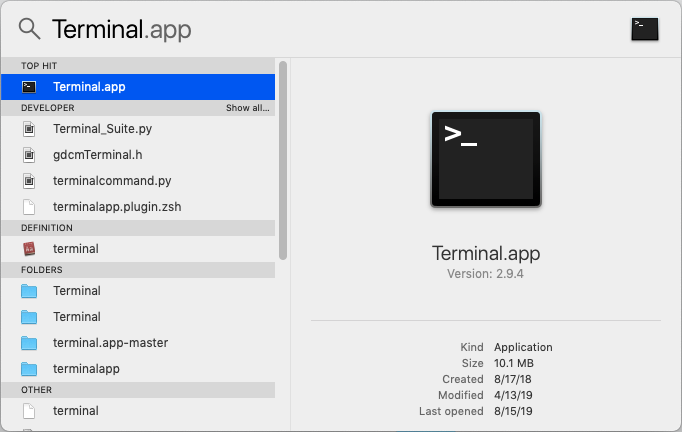 Terminal.app
TOP HIT
Terminal.app
DEVELOPER Show all...
Terminal_Suite.py
gdcmTerminal.h
terminalcommand.py
terminalapp.plugin.zsh
DEFINITION
terminal
FOLDERS
Terminal
Terminal
terminal.app-master
terminalapp
OTHER
terminal
>_
Terminal.app
Version: 2.9.4
Kind Application
Size 10.1 MB
Created 8/17/18
Modified 4/13/19
Last opened 8/15/19